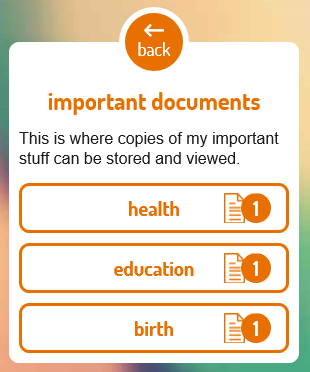 back
important documents
This is where copies of my important
stuff can be stored and viewed.
health 1
education 1
birth 1